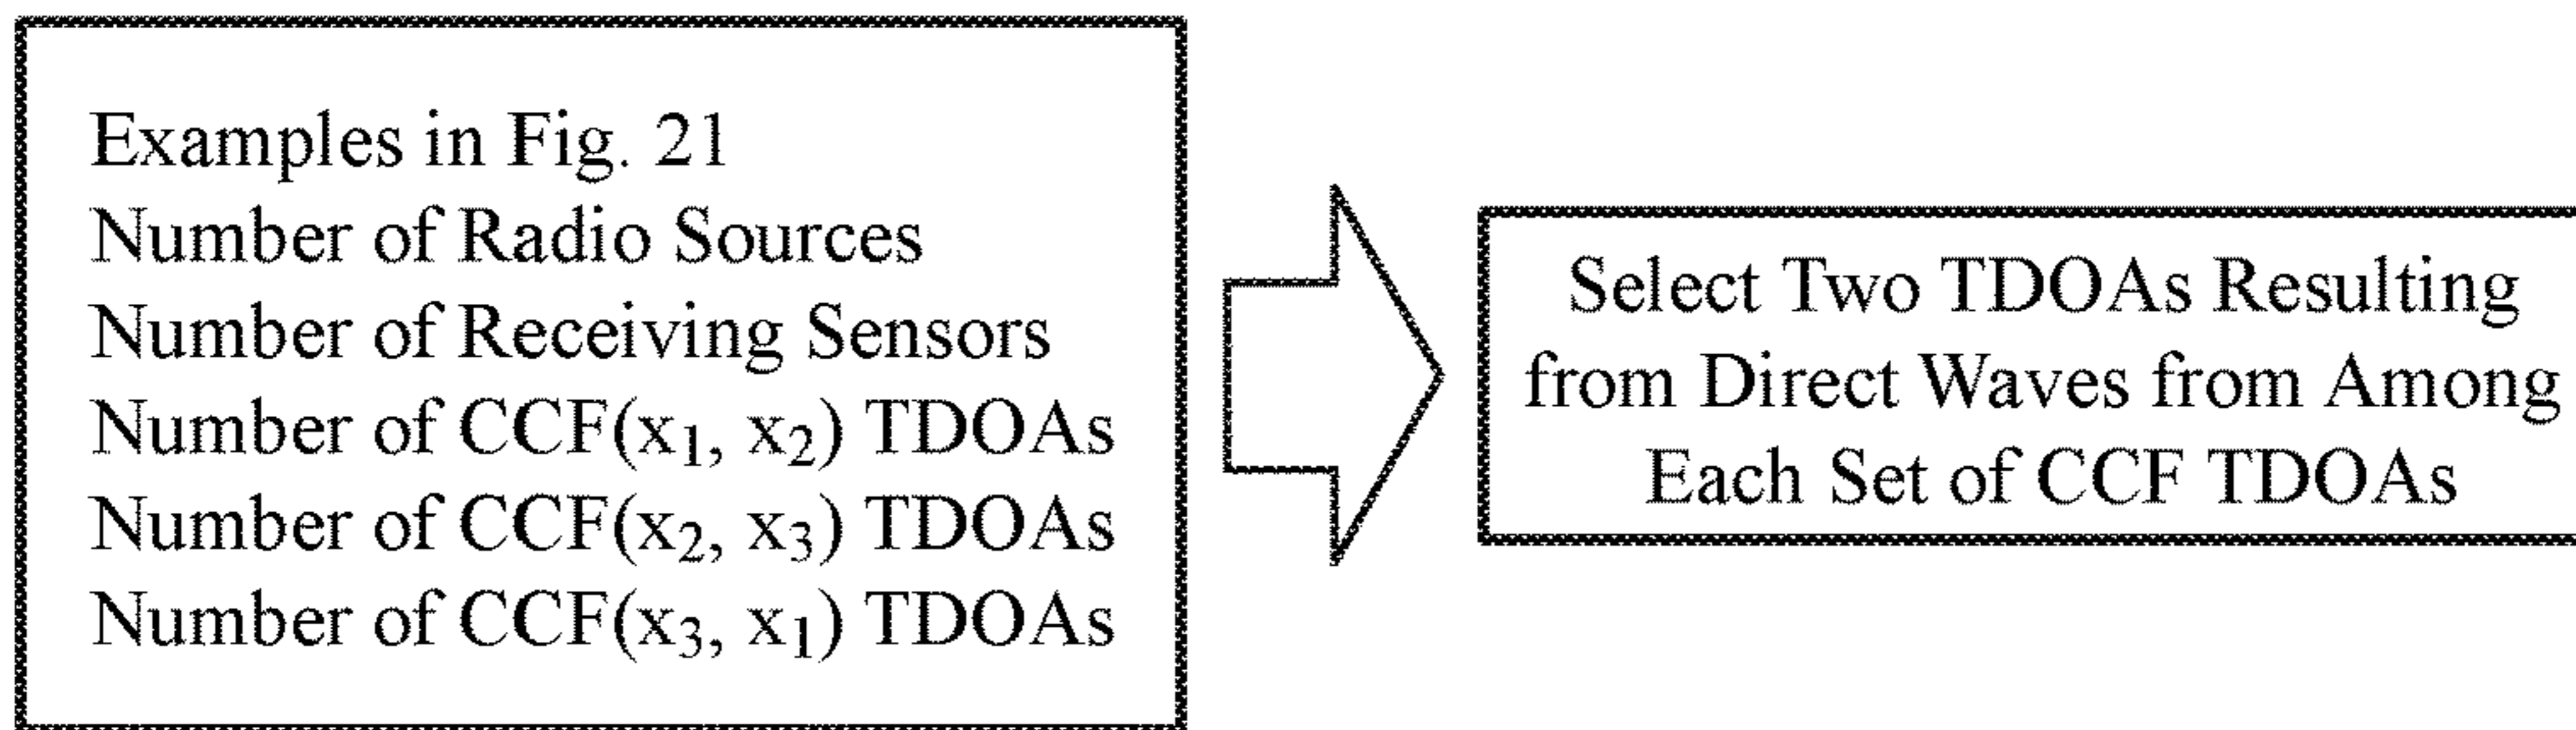 Examples in Fig. 21
Number of Radio Sources
Number of Receiving Sensors
Number of CCF(x₁, x₂) TDOAs
Number of CCF(x₂, x₃) TDOAs
Number of CCF(x₃, x₁) TDOAs
Select Two TDOAs Resulting
from Direct Waves from Among
Each Set of CCF TDOAs